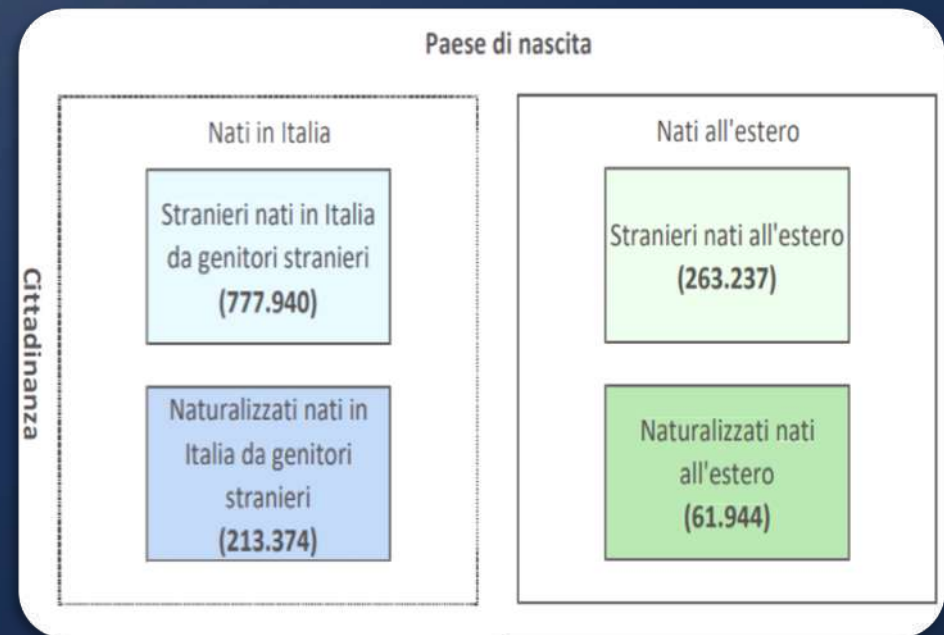 Paese di nascita
Cittadinanza
Nati in Italia
Stranieri nati in Italia
da genitori stranieri
(777.940)
Naturalizzati nati in
Italia da genitori
stranieri
(213.374)
Nati all'estero
Stranieri nati all'estero
(263.237)
Naturalizzati nati
all'estero
(61.944)